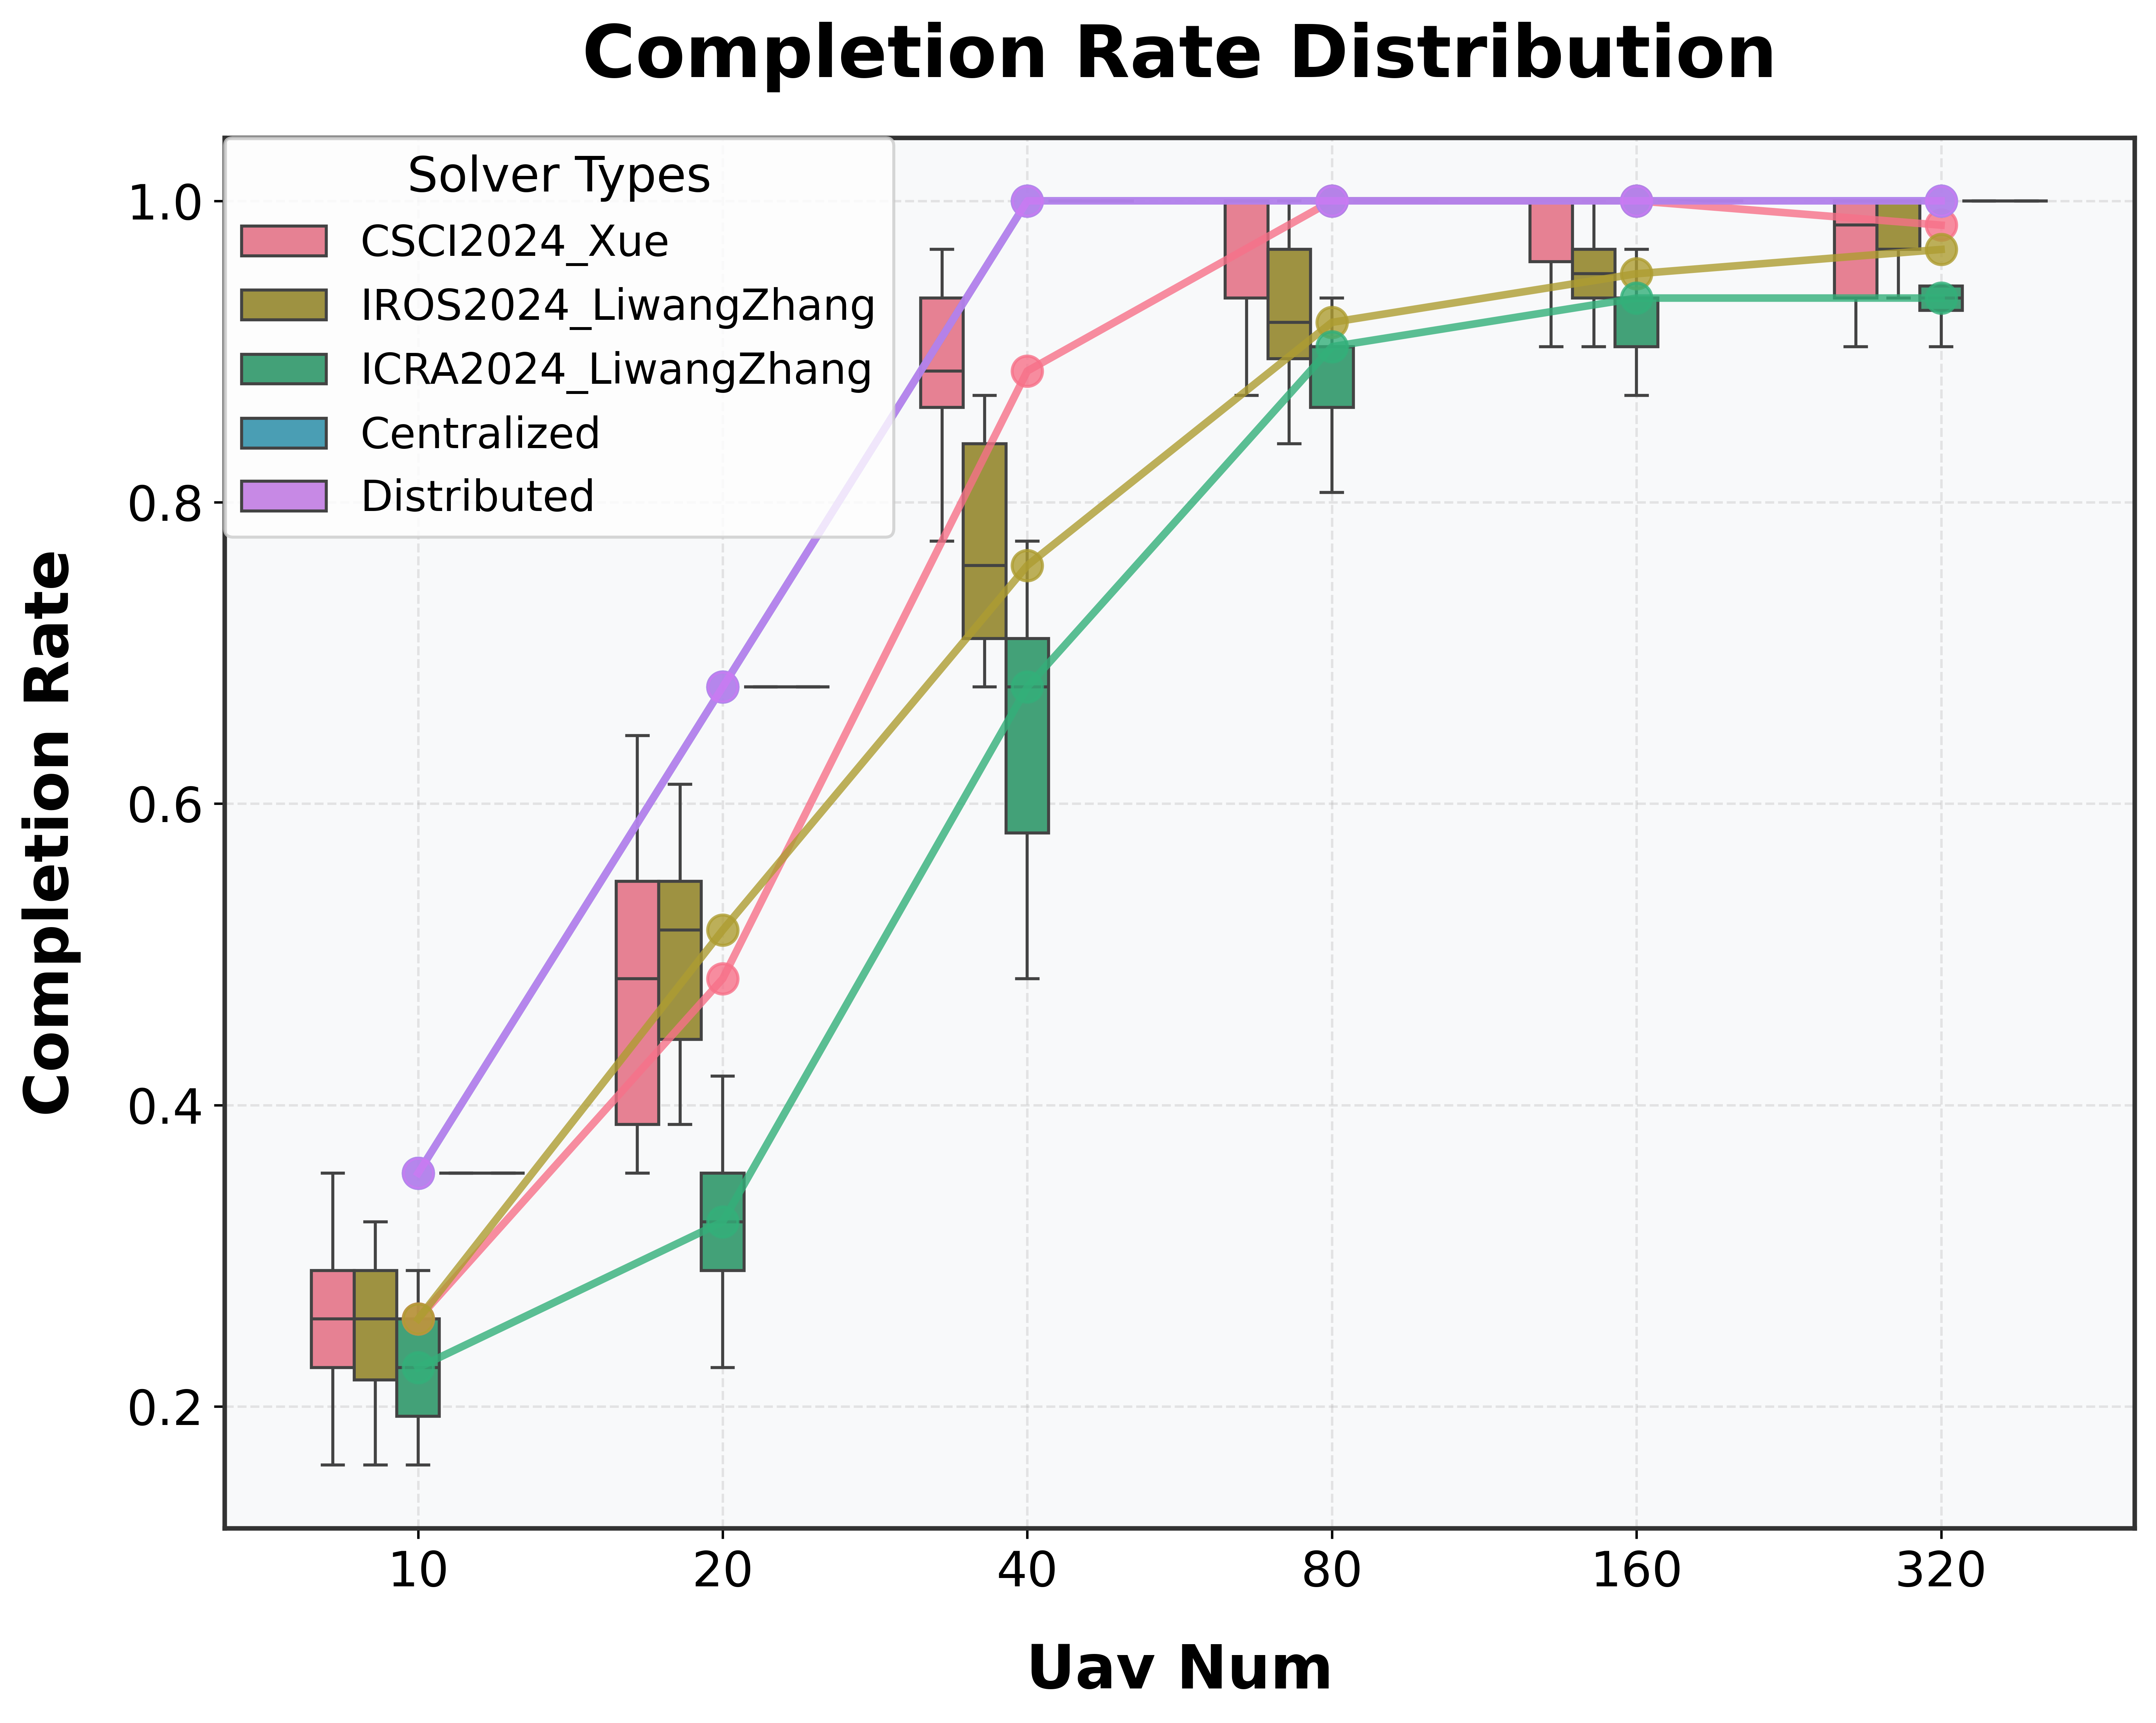 Completion Rate Distribution
Solver Types
CSCI2024_Xue
IROS2024_LiwangZhang
ICRA2024_LiwangZhang
Centralized
Distributed
Completion Rate
1.0
0.8
0.6
0.4
0.2
10 20 40 80 160 320
Uav Num